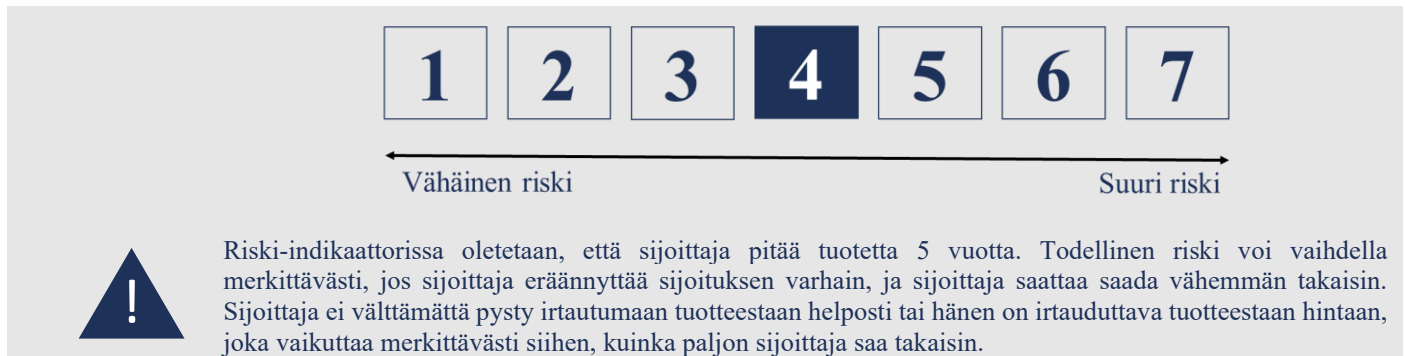 1 2 3 4 5 6 7
Vähäinen riski Suuri riski
Riski-indikaattorissa oletetaan, että sijoittaja pitää tuotetta 5 vuotta. Todellinen riski voi vaihdella
merkittävästi, jos sijoittaja eräännyttää sijoituksen varhain, ja sijoittaja saattaa saada vähemmän takaisin.
Sijoittaja ei välttämättä pysty irtautumaan tuotteestaan helposti tai hänen on irtauduttava tuotteestaan hintaan,
joka vaikuttaa merkittävästi siihen, kuinka paljon sijoittaja saa takaisin.
!